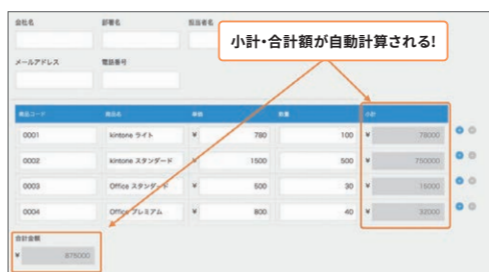 会社名 部署名 担当者名
小計・合計額が自動計算される!
メールアドレス 電話番号
商品コード 商品名 単価 数量 小計
0001 kintone ライト ¥ 780 100 ¥ 78000
0002 kintone スタンダード ¥ 1500 500 ¥ 750000
0003 Office スタンダード ¥ 500 30 ¥ 15000
0004 Office プレミアム ¥ 800 40 ¥ 32000
合計金額
¥ 875000